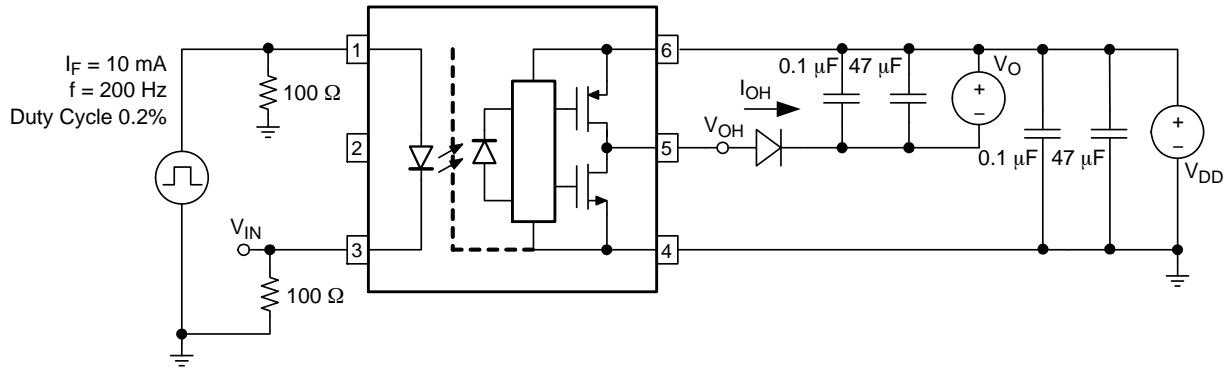 I_F = 10 mA
f = 200 Hz
Duty Cycle 0.2%
100 Ω
1
2
3
V_IN
100 Ω
6
5
4
V_OH
I_OH
0.1 μF
47 μF
V_O
0.1 μF
47 μF
V_DD